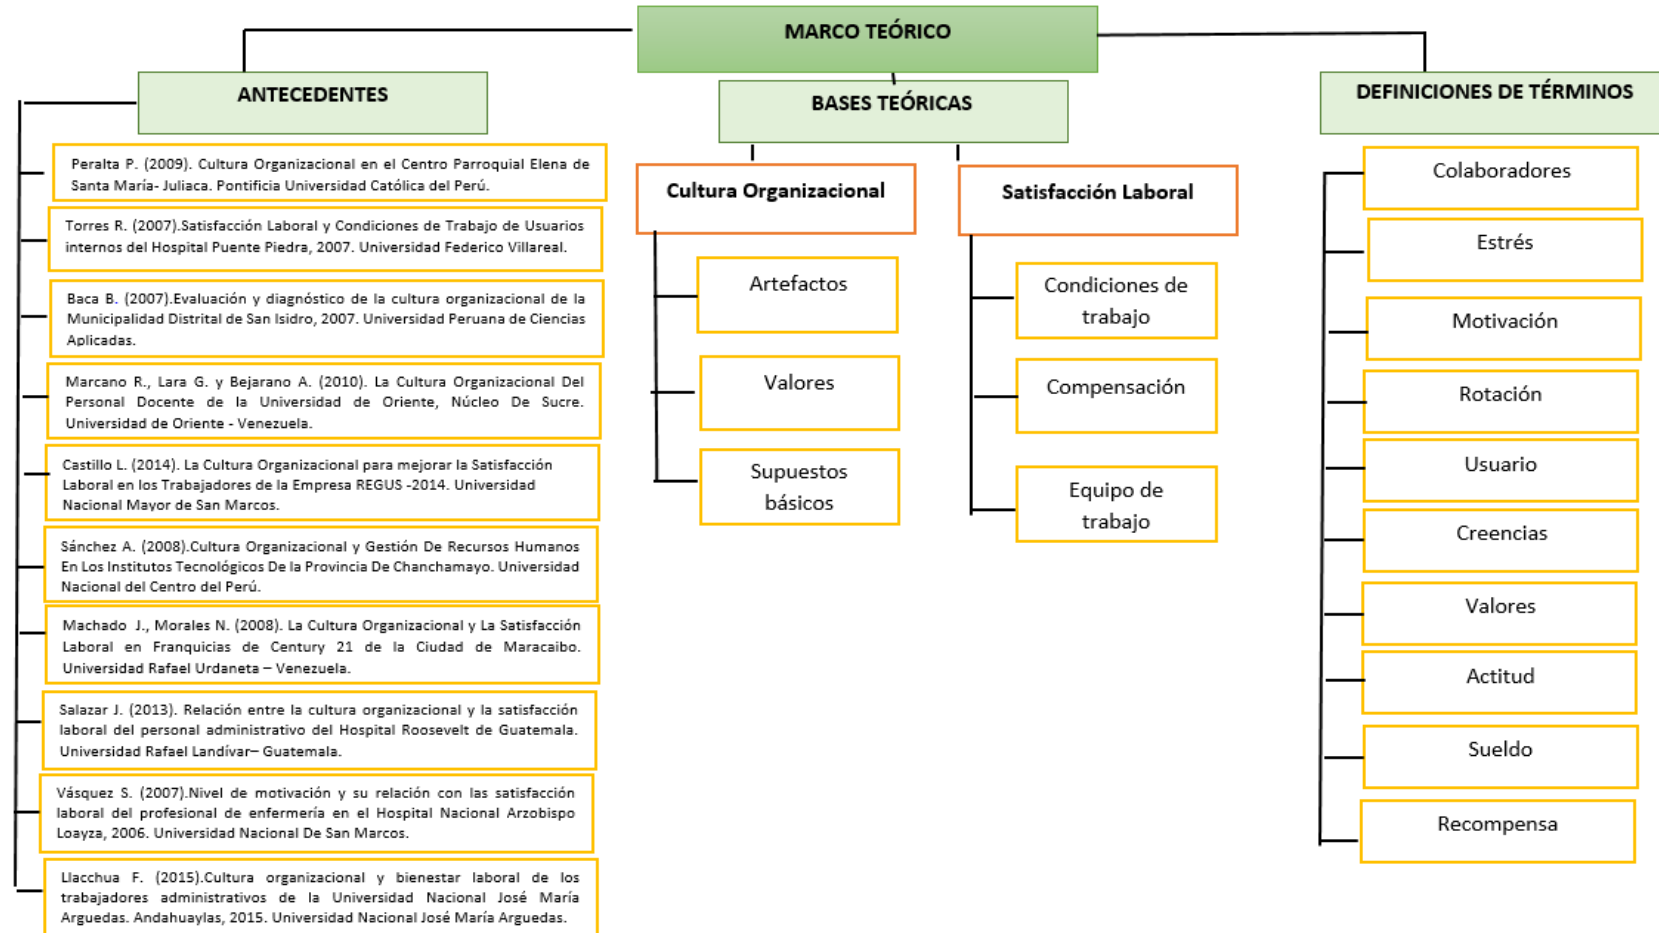 MARCO TEÓRICO
ANTECEDENTES
Peralta P. (2009). Cultura Organizacional en el Centro Parroquial Elena de
Santa María- Juliaca. Pontificia Universidad Católica del Perú.
Torres R. (2007).Satisfacción Laboral y Condiciones de Trabajo de Usuarios
internos del Hospital Puente Piedra, 2007. Universidad Federico Villareal.
Baca B. (2007).Evaluación y diagnóstico de la cultura organizacional de la
Municipalidad Distrital de San Isidro, 2007. Universidad Peruana de Ciencias
Aplicadas.
Marcano R., Lara G. y Bejarano A. (2010). La Cultura Organizacional Del
Personal Docente de la Universidad de Oriente, Núcleo De Sucre.
Universidad de Oriente - Venezuela.
Castillo L. (2014). La Cultura Organizacional para mejorar la Satisfacción
Laboral en los Trabajadores de la Empresa REGUS -2014. Universidad
Nacional Mayor de San Marcos.
Sánchez A. (2008).Cultura Organizacional y Gestión De Recursos Humanos
En Los Institutos Tecnológicos De la Provincia De Chanchamayo. Universidad
Nacional del Centro del Perú.
Machado J., Morales N. (2008). La Cultura Organizacional y La Satisfacción
Laboral en Franquicias de Century 21 de la Ciudad de Maracaibo.
Universidad Rafael Urdaneta – Venezuela.
Salazar J. (2013). Relación entre la cultura organizacional y la satisfacción
laboral del personal administrativo del Hospital Roosevelt de Guatemala.
Universidad Rafael Landívar– Guatemala.
Vásquez S. (2007).Nivel de motivación y su relación con las satisfacción
laboral del profesional de enfermería en el Hospital Nacional Arzobispo
Loayza, 2006. Universidad Nacional De San Marcos.
Llacchua F. (2015).Cultura organizacional y bienestar laboral de los
trabajadores administrativos de la Universidad Nacional José María
Arguedas. Andahuaylas, 2015. Universidad Nacional José María Arguedas.
BASES TEÓRICAS
Cultura Organizacional
Artefactos
Valores
Supuestos
básicos
Satisfacción Laboral
Condiciones de
trabajo
Compensación
Equipo de
trabajo
DEFINICIONES DE TÉRMINOS
Colaboradores
Estrés
Motivación
Rotación
Usuario
Creencias
Valores
Actitud
Sueldo
Recompensa